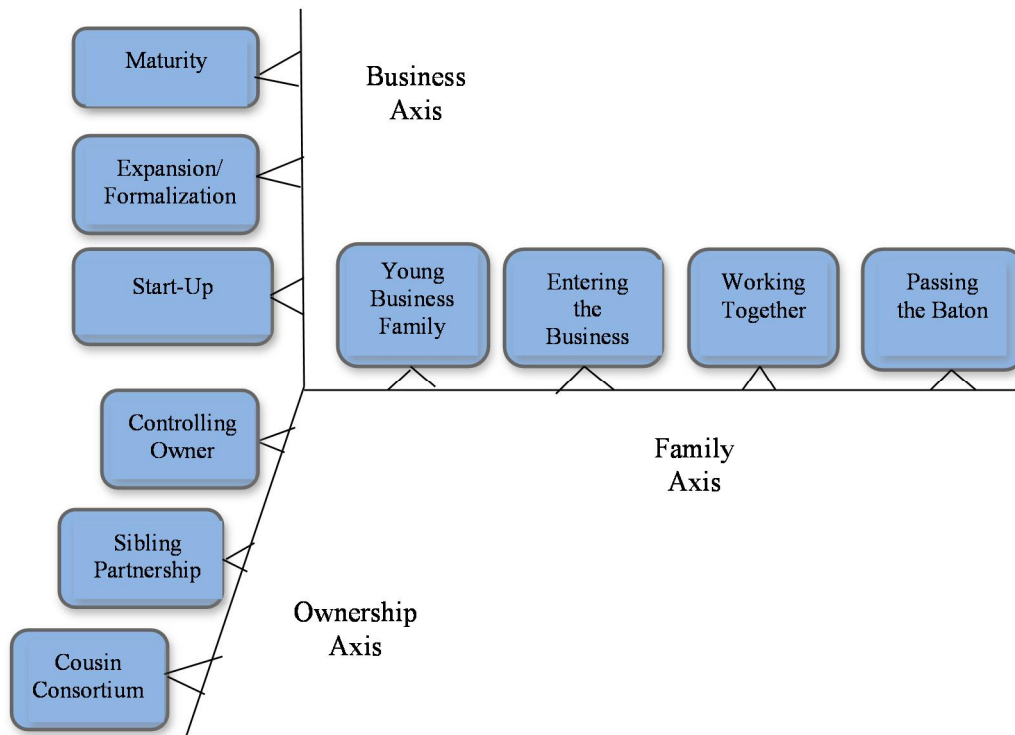 Maturity
Business
Axis
Expansion/
Formalization
Start-Up
Young
Business
Family
Entering
the
Business
Working
Together
Passing
the Baton
Controlling
Owner
Family
Axis
Sibling
Partnership
Ownership
Axis
Cousin
Consortium